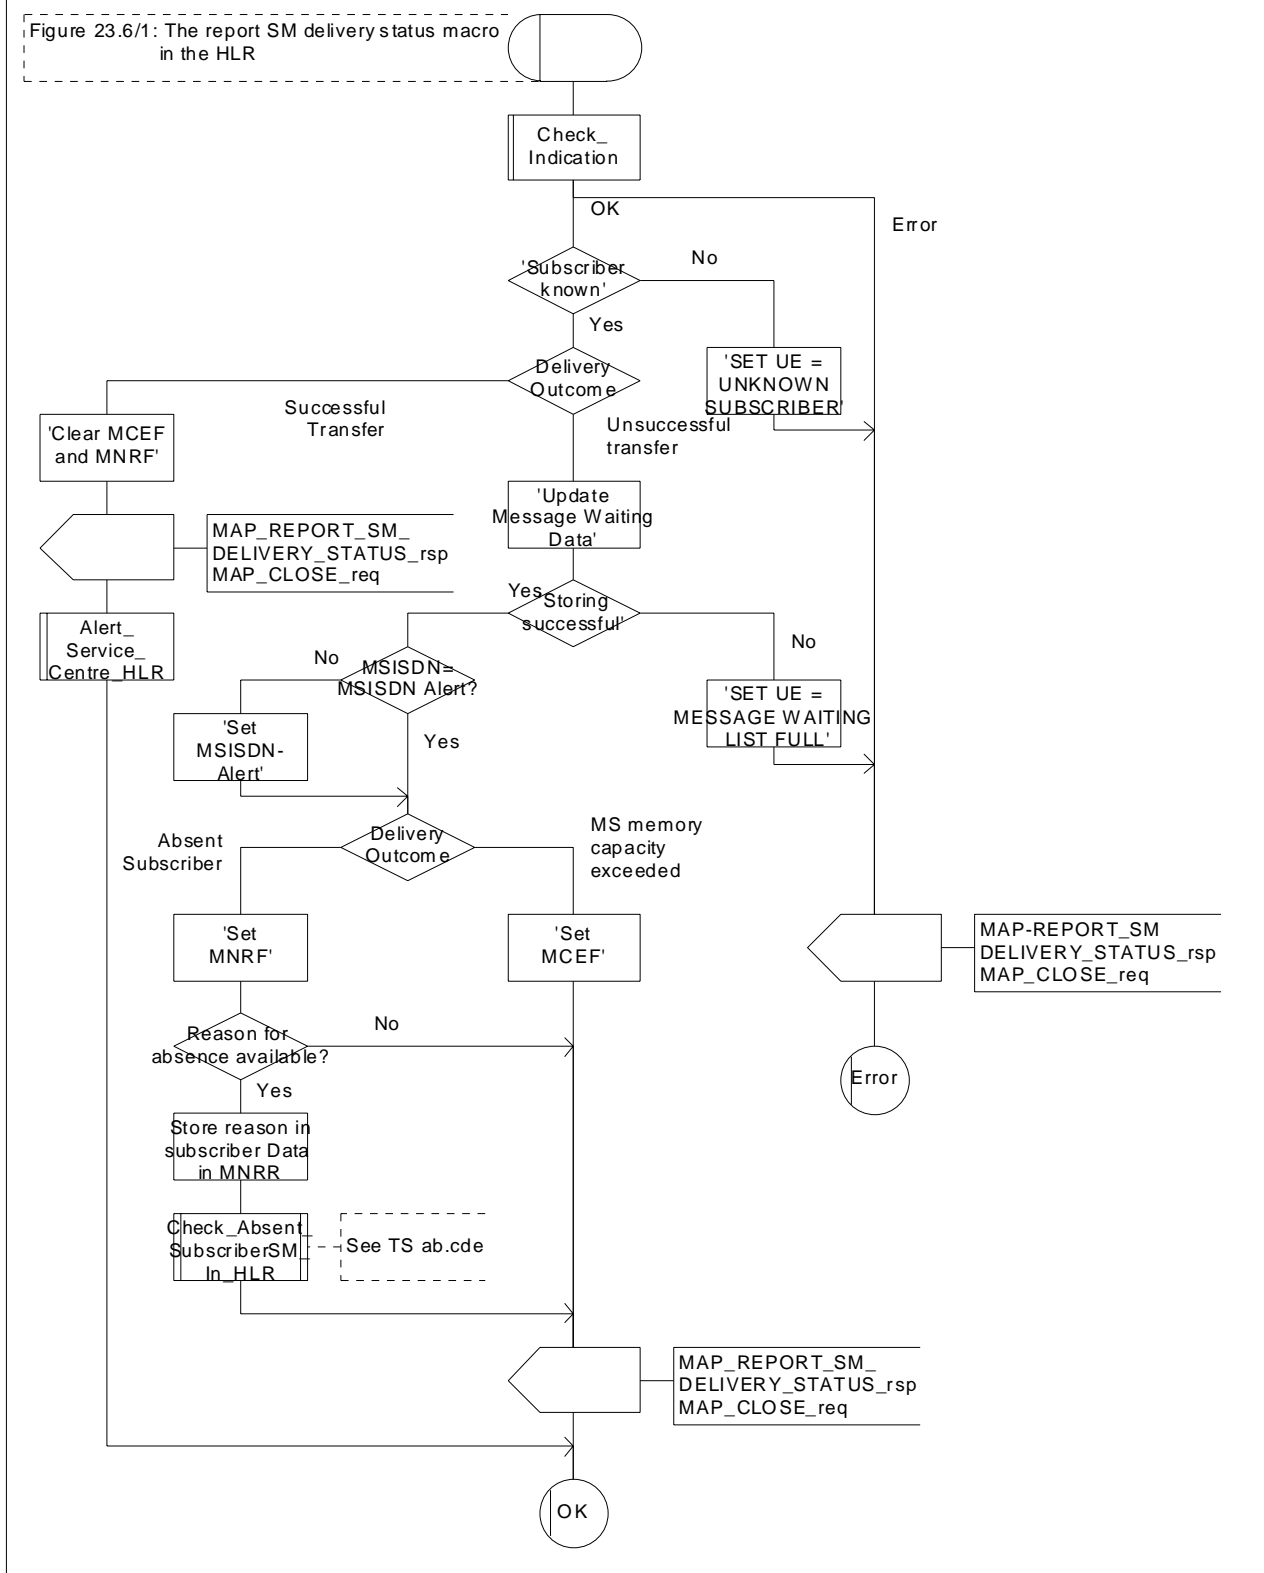 Figure 23.6/1: The report SM delivery status macro
in the HLR
Check_
Indication
OK
Error
'Subscriber
known'
No
Yes
Delivery
Outcome
'SET UE =
UNKNOWN
SUBSCRIBER'
Successful
Transfer
Unsuccessful
transfer
'Clear MCEF
and MNRF'
'Update
Message Waiting
Data'
MAP_REPORT_SM_
DELIVERY_STATUS_rsp
MAP_CLOSE_req
Yes
'Storing
successful'
No
Alert_
Service_
Centre_HLR
No
MSISDN=
MSISDN Alert?
'SET UE =
MESSAGE WAITING
LIST FULL'
'Set
MSISDN-
Alert'
Yes
Absent
Subscriber
Delivery
Outcome
MS memory
capacity
exceeded
'Set
MNRF'
'Set
MCEF'
MAP-REPORT_SM
DELIVERY_STATUS_rsp
MAP_CLOSE_req
Reason for
absence available?
No
Yes
Error
Store reason in
subscriber Data
in MNRR
Check_Absent_
SubscriberSM_
In_HLR
See TS ab.cde
MAP_REPORT_SM_
DELIVERY_STATUS_rsp
MAP_CLOSE_req
OK